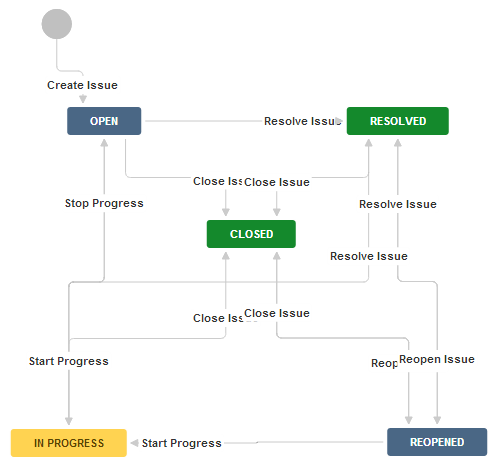 Create Issue
OPEN
Resolve Issue
RESOLVED
Close Iss
Close Issue
Stop Progress
Resolve Issue
CLOSED
Resolve Issue
Close Iss
Close Issue
Start Progress
Reop
Reopen Issue
IN PROGRESS
Start Progress
REOPENED